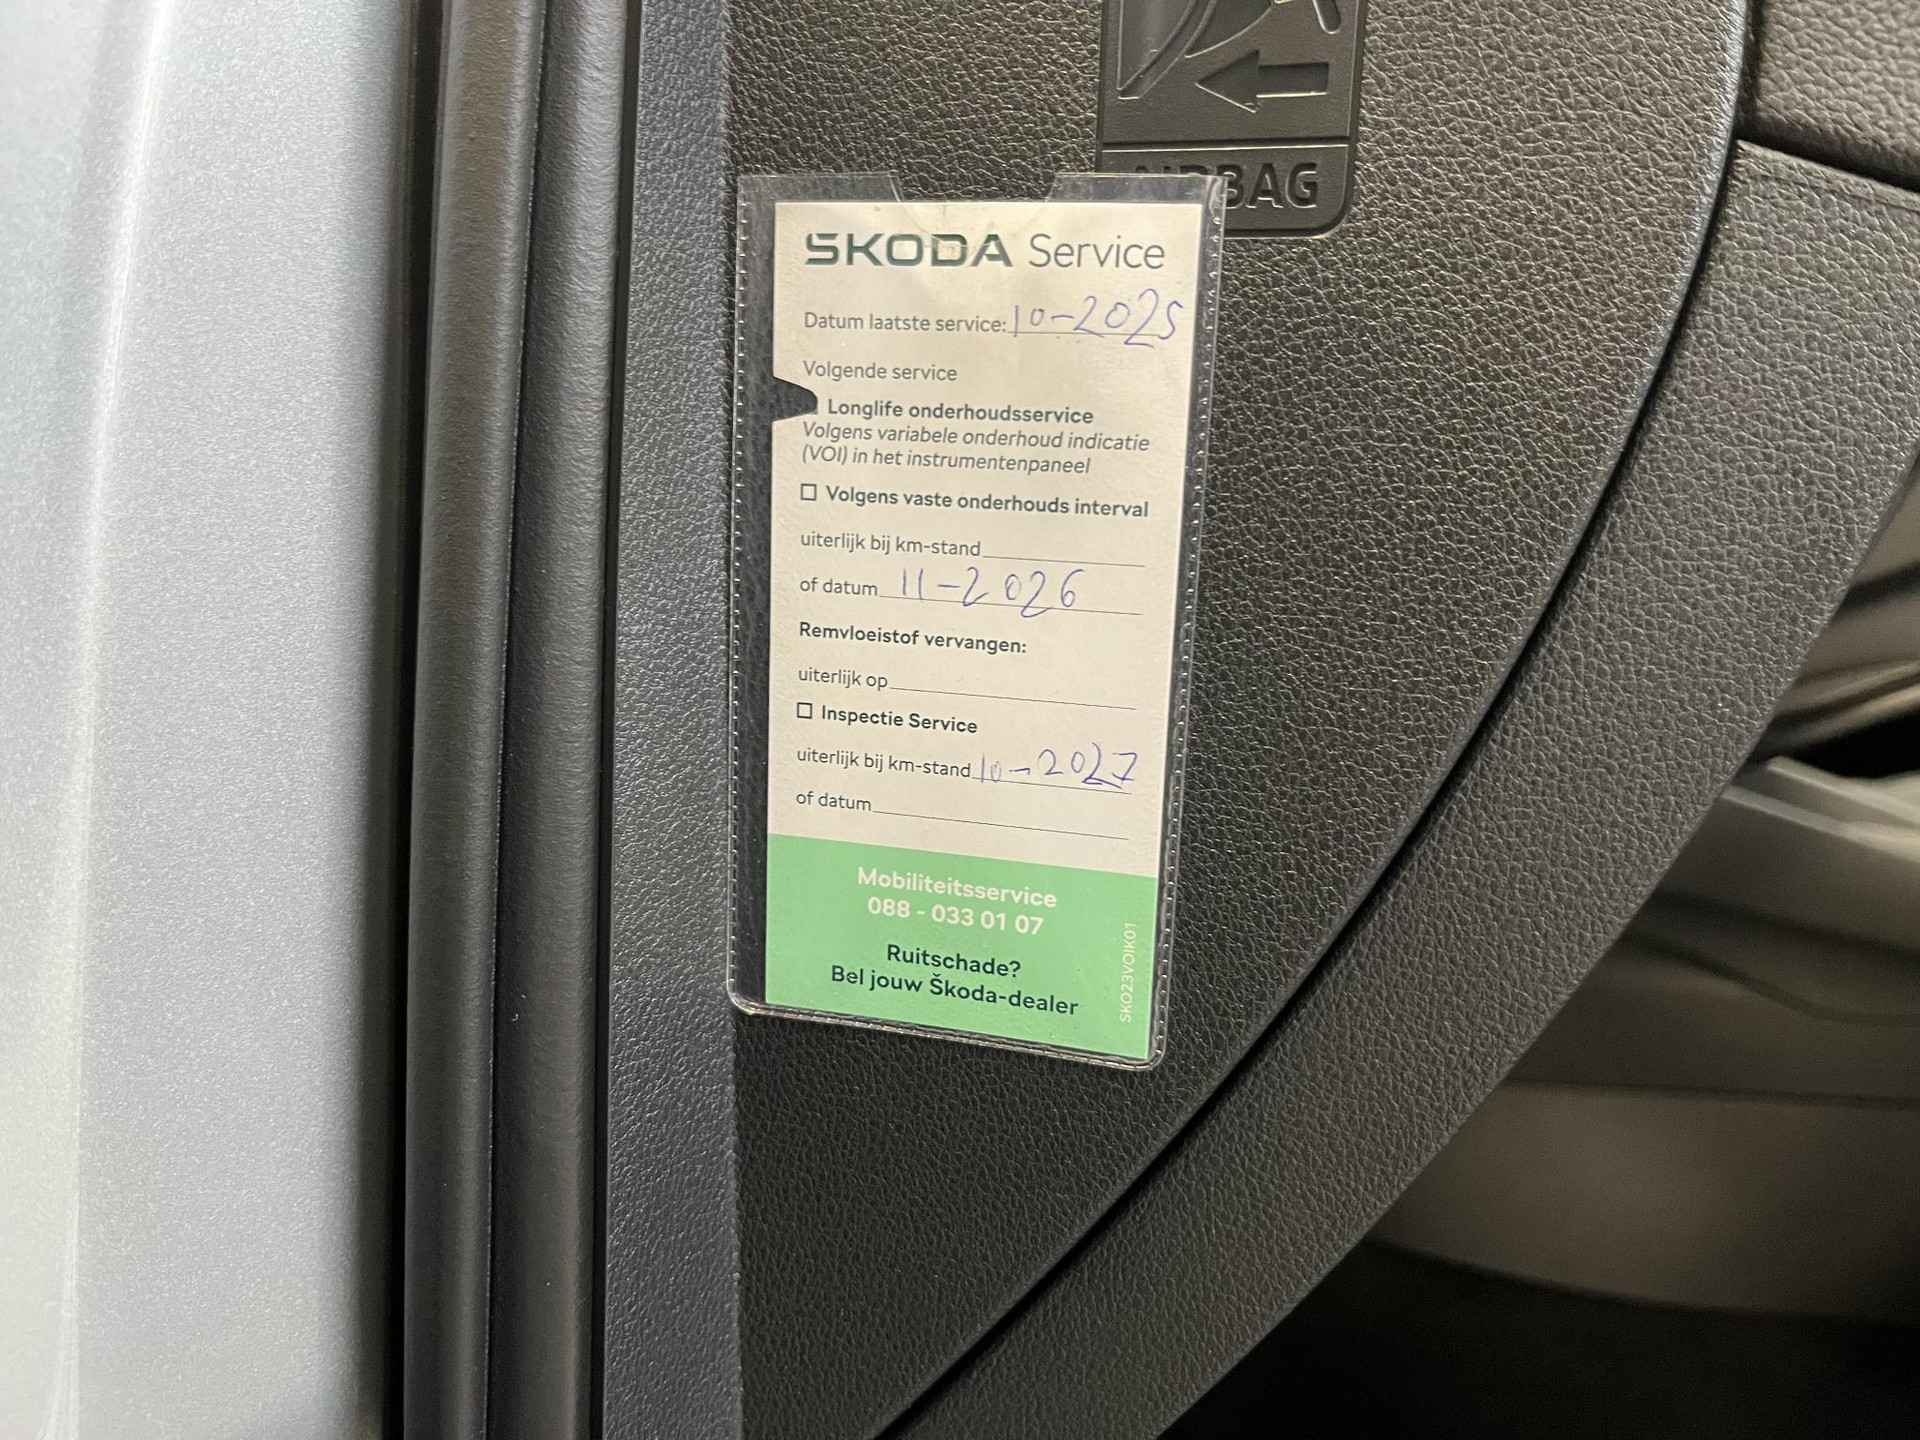 AIRBAG
SKODA Service
Datum laatste service: 10-2025
Volgende service
Longlife onderhoudsservice
Volgens variabele onderhoud indicatie
(VOI) in het instrumentenpaneel
☐ Volgens vaste onderhouds interval
uiterlijk bij km-stand
of datum 11-2026
Remvloeistof vervangen:
uiterlijk op
☐ Inspectie Service
uiterlijk bij km-stand 10-2027
of datum
Mobiliteitsservice
088 - 033 01 07
Ruitschade?
Bel jouw Škoda-dealer
SKO23VOIK01